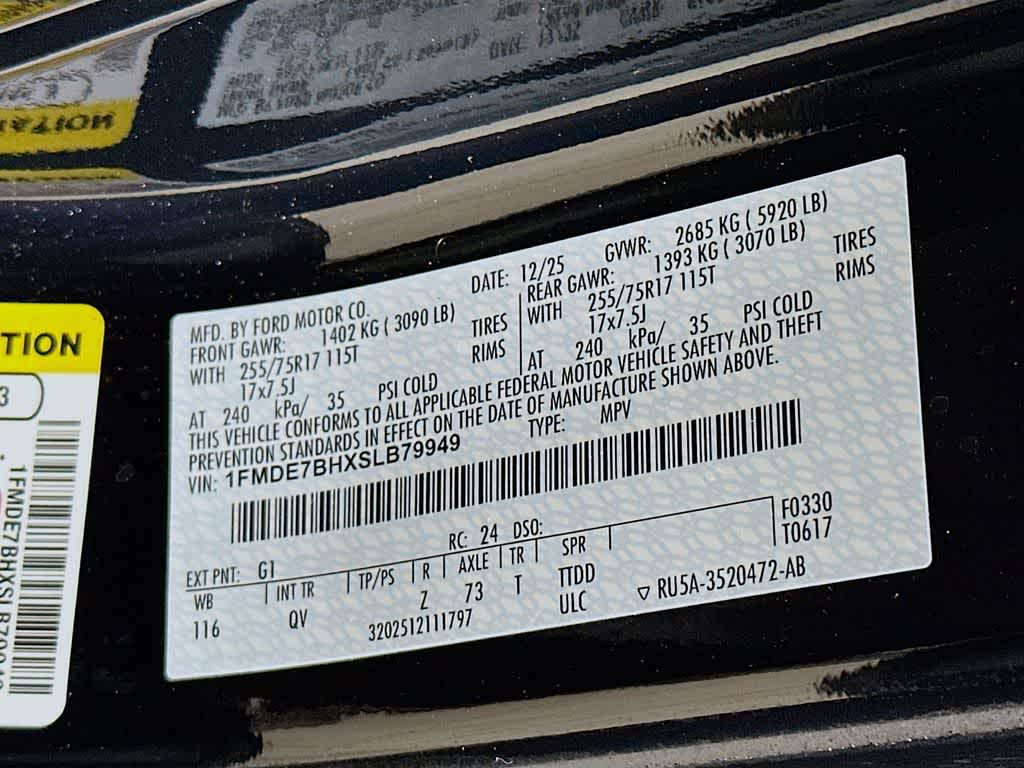 TION
3
1FMDE7BHXSLB79949
MFD. BY FORD MOTOR CO.
DATE: 12/25 GVWR: 2685 KG ( 5920 LB)
FRONT GAWR: 1402 KG ( 3090 LB)
WITH 255/75R17 115T TIRES
17x7.5J RIMS
AT 240 kPa/ 35 PSI COLD
REAR GAWR: 1393 KG ( 3070 LB)
WITH 255/75R17 115T TIRES
17x7.5J RIMS
AT 240 kPa/ 35 PSI COLD
THIS VEHICLE CONFORMS TO ALL APPLICABLE FEDERAL MOTOR VEHICLE SAFETY AND THEFT
PREVENTION STANDARDS IN EFFECT ON THE DATE OF MANUFACTURE SHOWN ABOVE.
VIN: 1FMDE7BHXSLB79949 TYPE: MPV
EXT PNT: G1 RC: 24 DSO: F0330
WB INT TR TP/PS R AXLE TR SPR T0617
116 QV Z 73 T TTDD
ULC
3202512111797 ▽ RU5A-3520472-AB